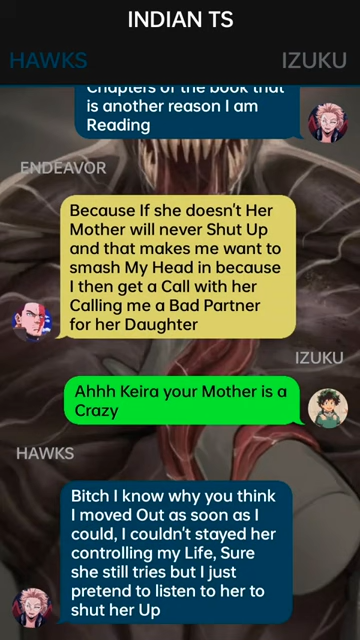 INDIAN TS
HAWKS
IZUKU
Chapters of the book that
is another reason I am
Reading
ENDEAVOR
Because If she doesn't Her
Mother will never Shut Up
and that makes me want to
smash My Head in because
I then get a Call with her
Calling me a Bad Partner
for her Daughter
IZUKU
Ahhh Keira your Mother is a
Crazy
HAWKS
Bitch I know why you think
I moved Out as soon as I
could, I couldn't stayed her
controlling my Life, Sure
she still tries but I just
pretend to listen to her to
shut her Up